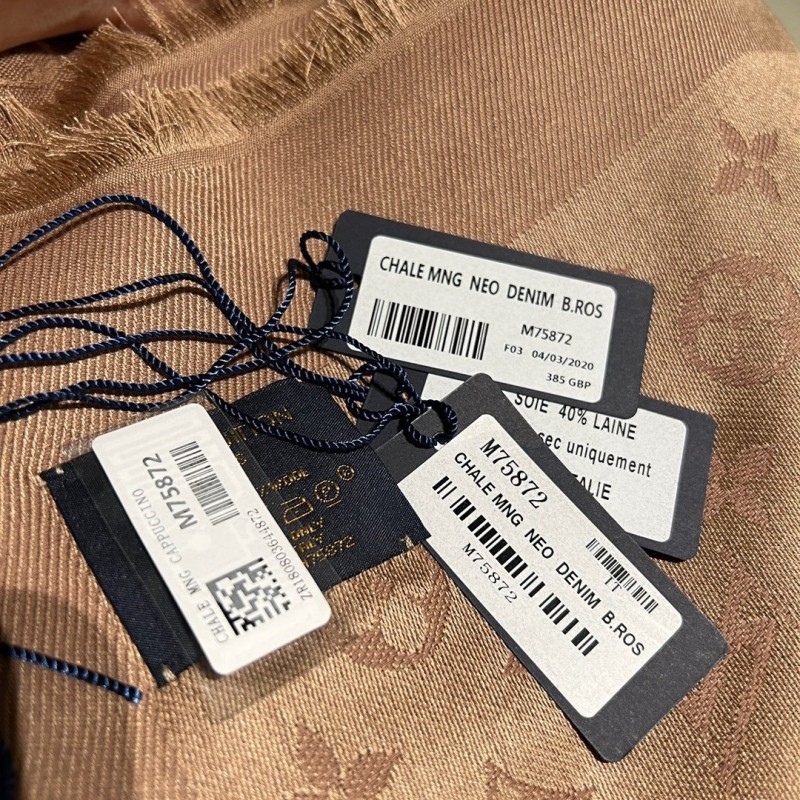 CHALE MNG NEO DENIM B.ROS
M75872
F03 04/03/2020
385 GBP
SOIE 40% LAINE
sec uniquement
M75872
CHALE MNG NEO DENIM B.ROS
M75872
IT
M75872
CHALE MNG CAPPUCCINO